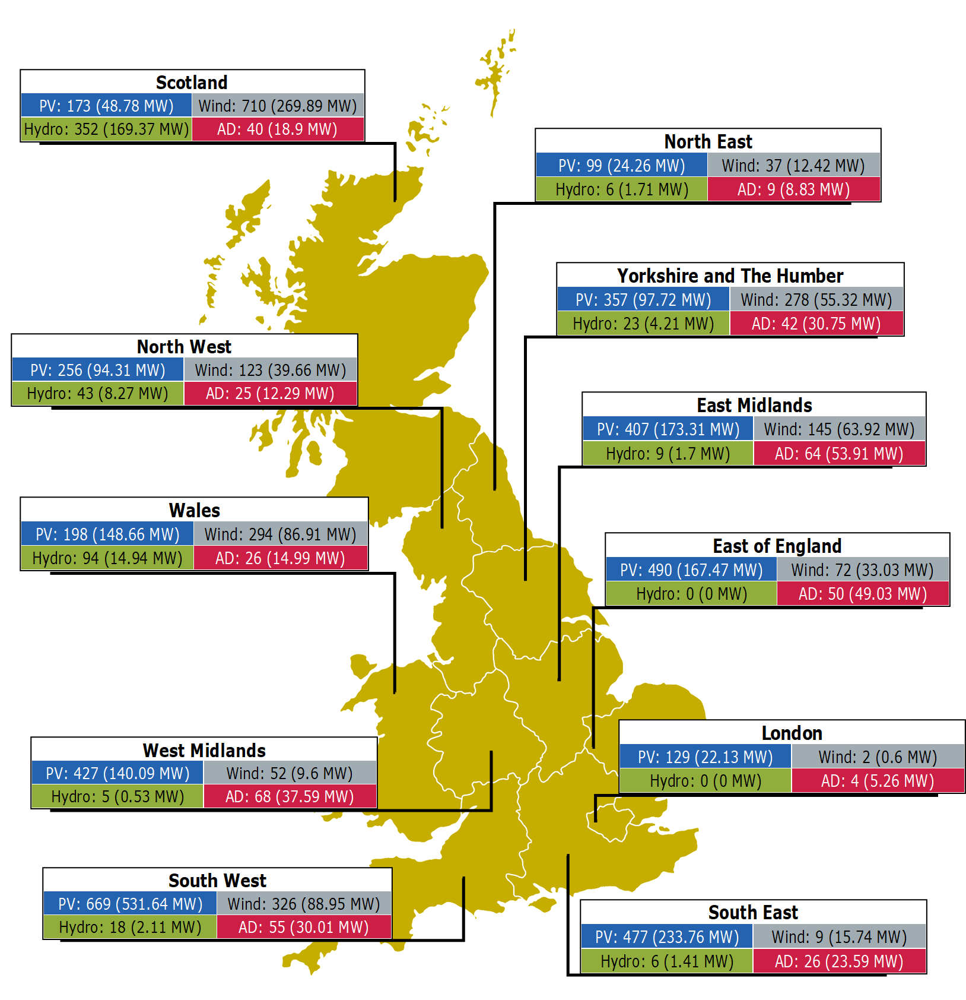 Scotland
PV: 173 (48.78 MW) Wind: 710 (269.89 MW)
Hydro: 352 (169.37 MW) AD: 40 (18.9 MW)
North East
PV: 99 (24.26 MW) Wind: 37 (12.42 MW)
Hydro: 6 (1.71 MW) AD: 9 (8.83 MW)
Yorkshire and The Humber
PV: 357 (97.72 MW) Wind: 278 (55.32 MW)
Hydro: 23 (4.21 MW) AD: 42 (30.75 MW)
North West
PV: 256 (94.31 MW) Wind: 123 (39.66 MW)
Hydro: 43 (8.27 MW) AD: 25 (12.29 MW)
East Midlands
PV: 407 (173.31 MW) Wind: 145 (63.92 MW)
Hydro: 9 (1.7 MW) AD: 64 (53.91 MW)
Wales
PV: 198 (148.66 MW) Wind: 294 (86.91 MW)
Hydro: 94 (14.94 MW) AD: 26 (14.99 MW)
East of England
PV: 490 (167.47 MW) Wind: 72 (33.03 MW)
Hydro: 0 (0 MW) AD: 50 (49.03 MW)
London
PV: 129 (22.13 MW) Wind: 2 (0.6 MW)
Hydro: 0 (0 MW) AD: 4 (5.26 MW)
West Midlands
PV: 427 (140.09 MW) Wind: 52 (9.6 MW)
Hydro: 5 (0.53 MW) AD: 68 (37.59 MW)
South West
PV: 669 (531.64 MW) Wind: 326 (88.95 MW)
Hydro: 18 (2.11 MW) AD: 55 (30.01 MW)
South East
PV: 477 (233.76 MW) Wind: 9 (15.74 MW)
Hydro: 6 (1.41 MW) AD: 26 (23.59 MW)